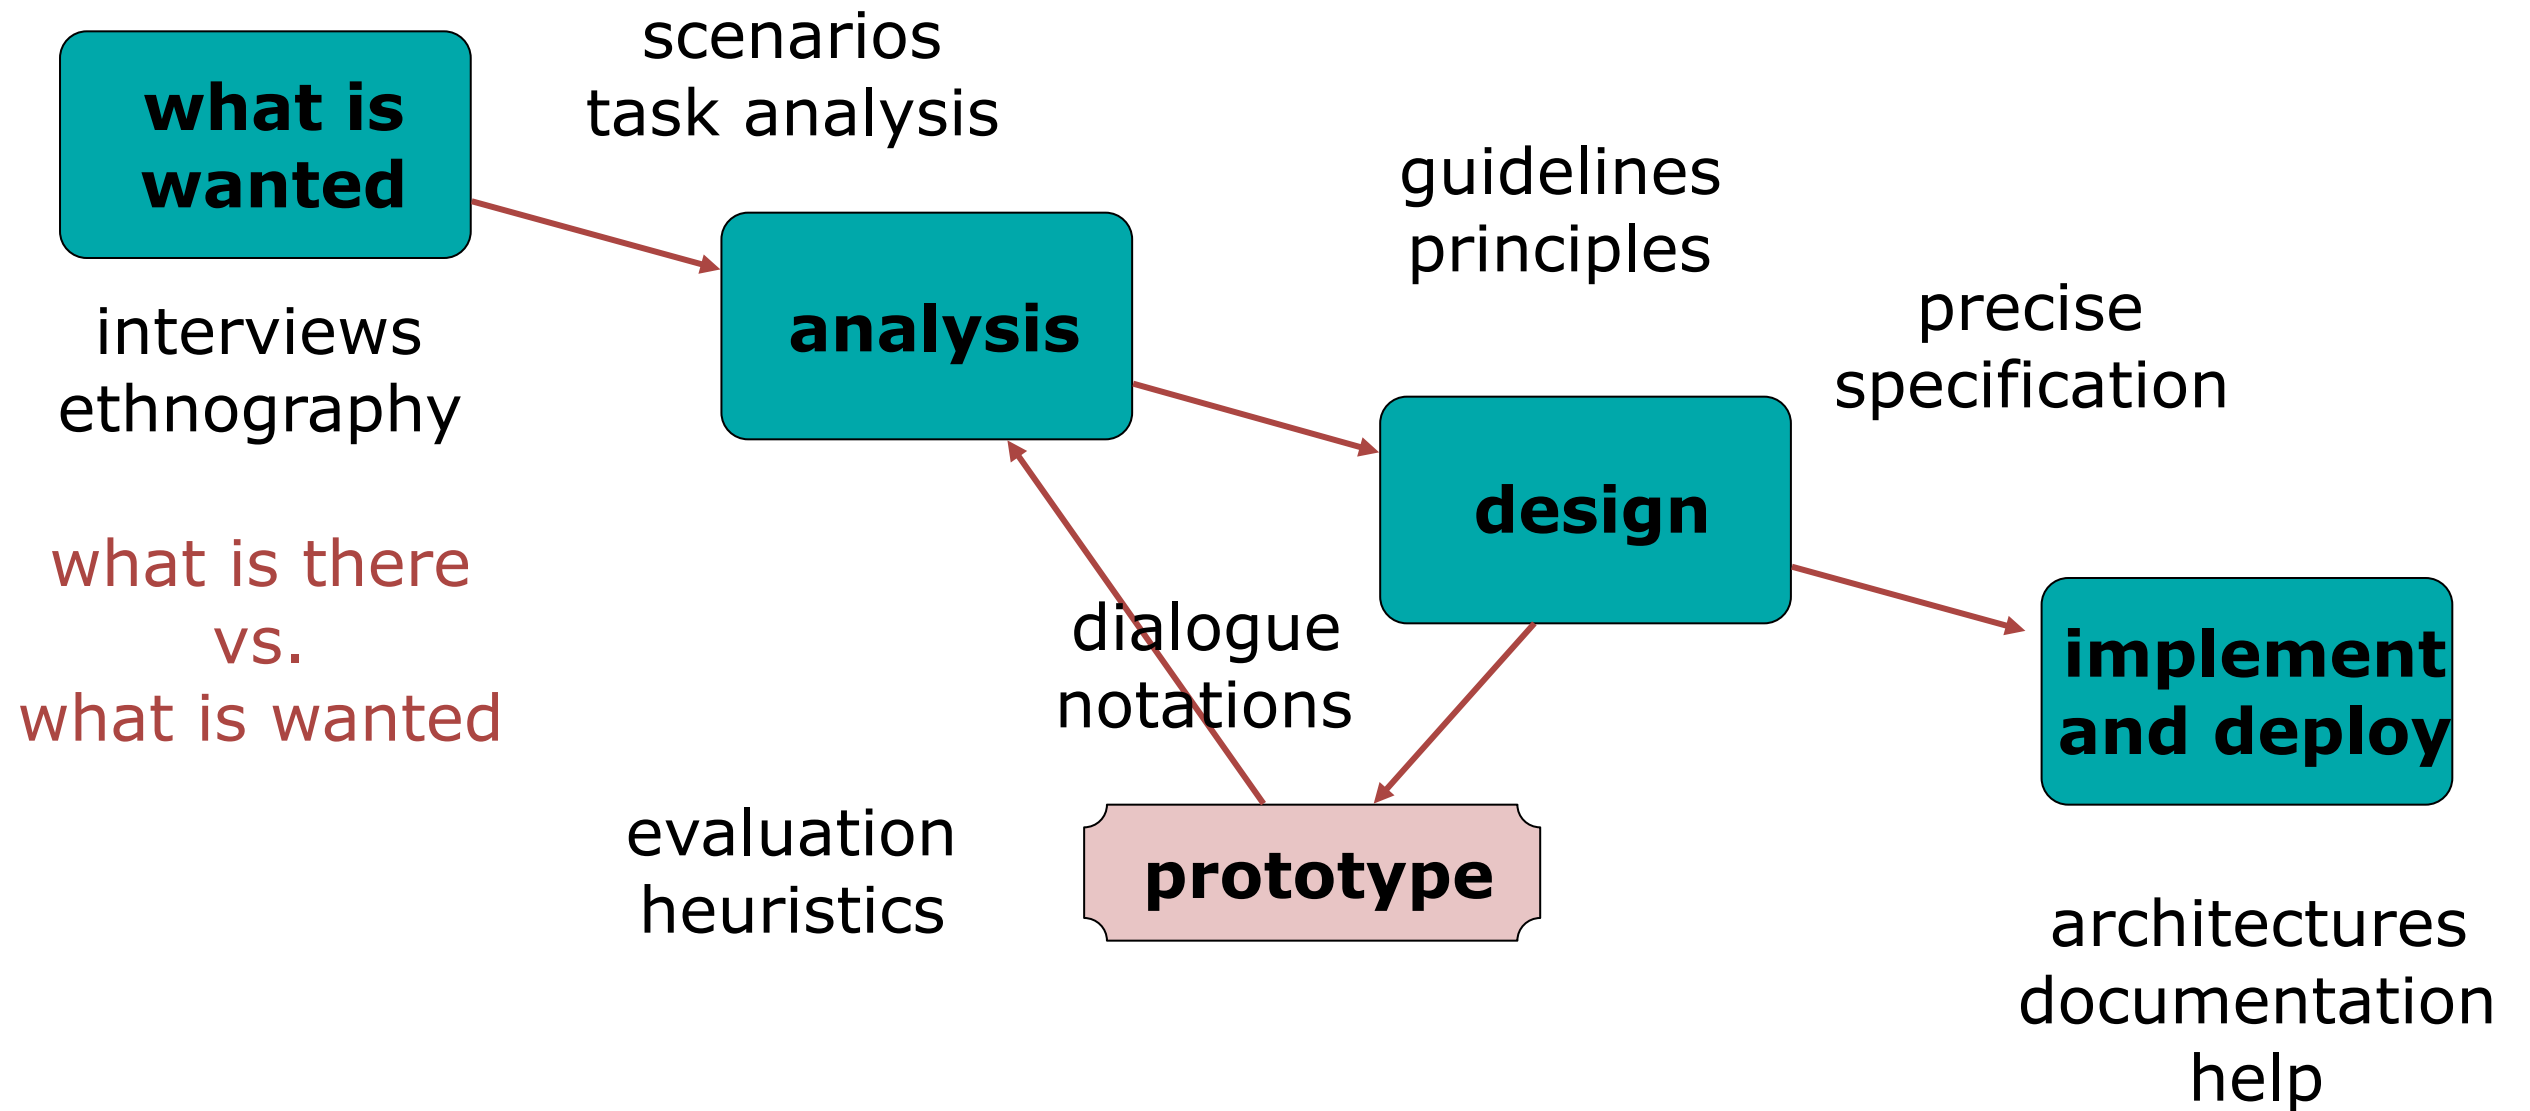 what is
wanted
scenarios
task analysis
interviews
ethnography
what is there
vs.
what is wanted
analysis
guidelines
principles
design
precise
specification
dialogue
notations
evaluation
heuristics
prototype
implement
and deploy
architectures
documentation
help